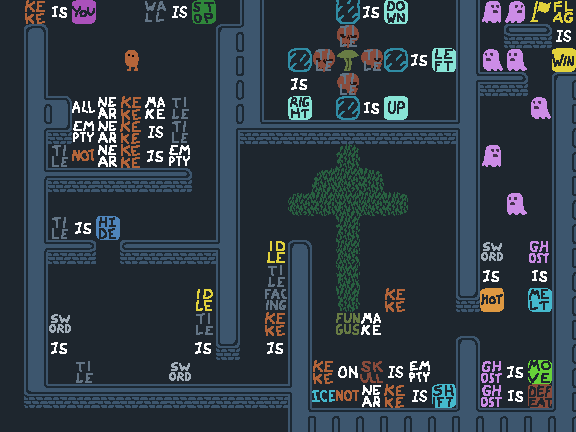 KEKE IS YOU
WALL IS STOP
IS DOWN
FLAG
IS
WIN
IS LEFT
IS
RIGHT
IS UP
ALL NEAR KEKE MAKE TILE
EMPTY NEAR KEKE IS TILE
TILE NOT NEAR KEKE IS EMPTY
TILE IS HIDE
IDLE
TILE
FACING
KEKE
IS
IDLE
TILE
IS
SWORD
SWORD
IS
TILE
KEKE
FUNGUS MAKE
SWORD
IS
HOT
GHOST
IS
MELT
KEKE ON SKULL IS EMPTY
ICE NOT NEAR KEKE IS SHIFT
GHOST IS MOVE
GHOST IS DEFEAT